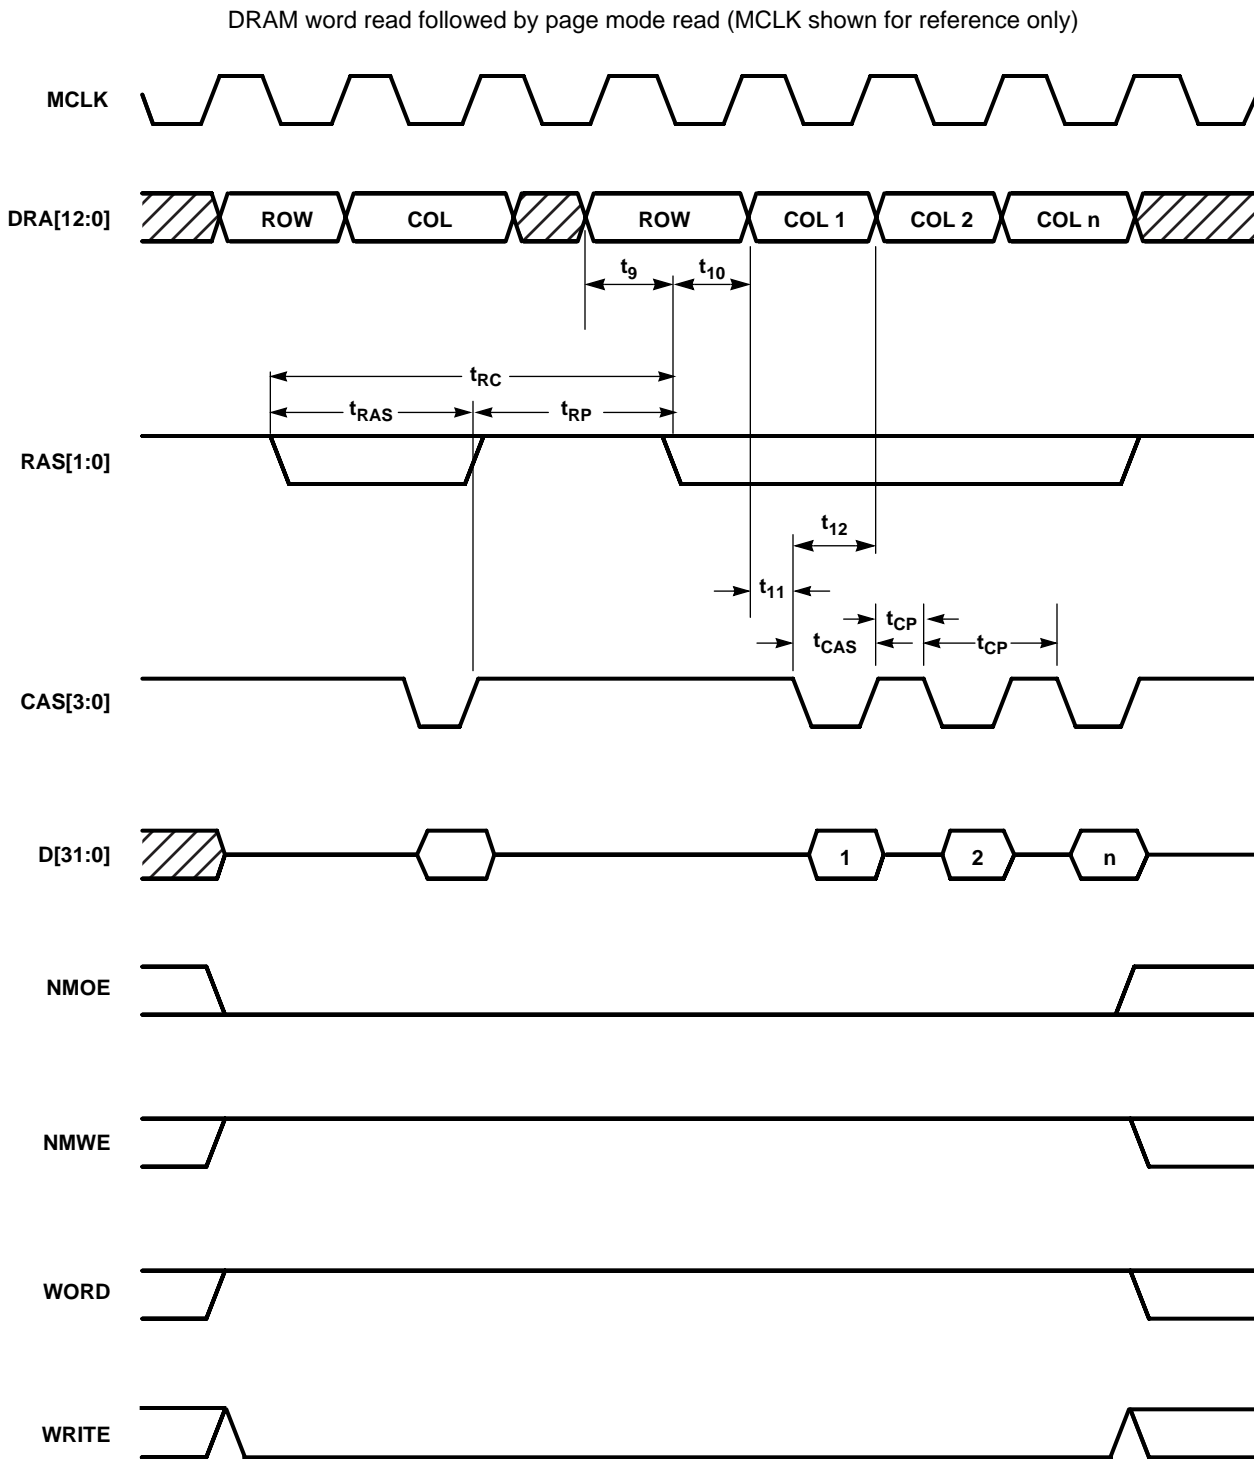 DRAM word read followed by page mode read (MCLK shown for reference only)
MCLK
DRA[12:0]
ROW COL ROW COL 1 COL 2 COL n
t9 t10
tRC
tRAS tRP
RAS[1:0]
t12
t11
tCP
tCAS tCP
CAS[3:0]
D[31:0]
1 2 n
NMOE
NMWE
WORD
WRITE